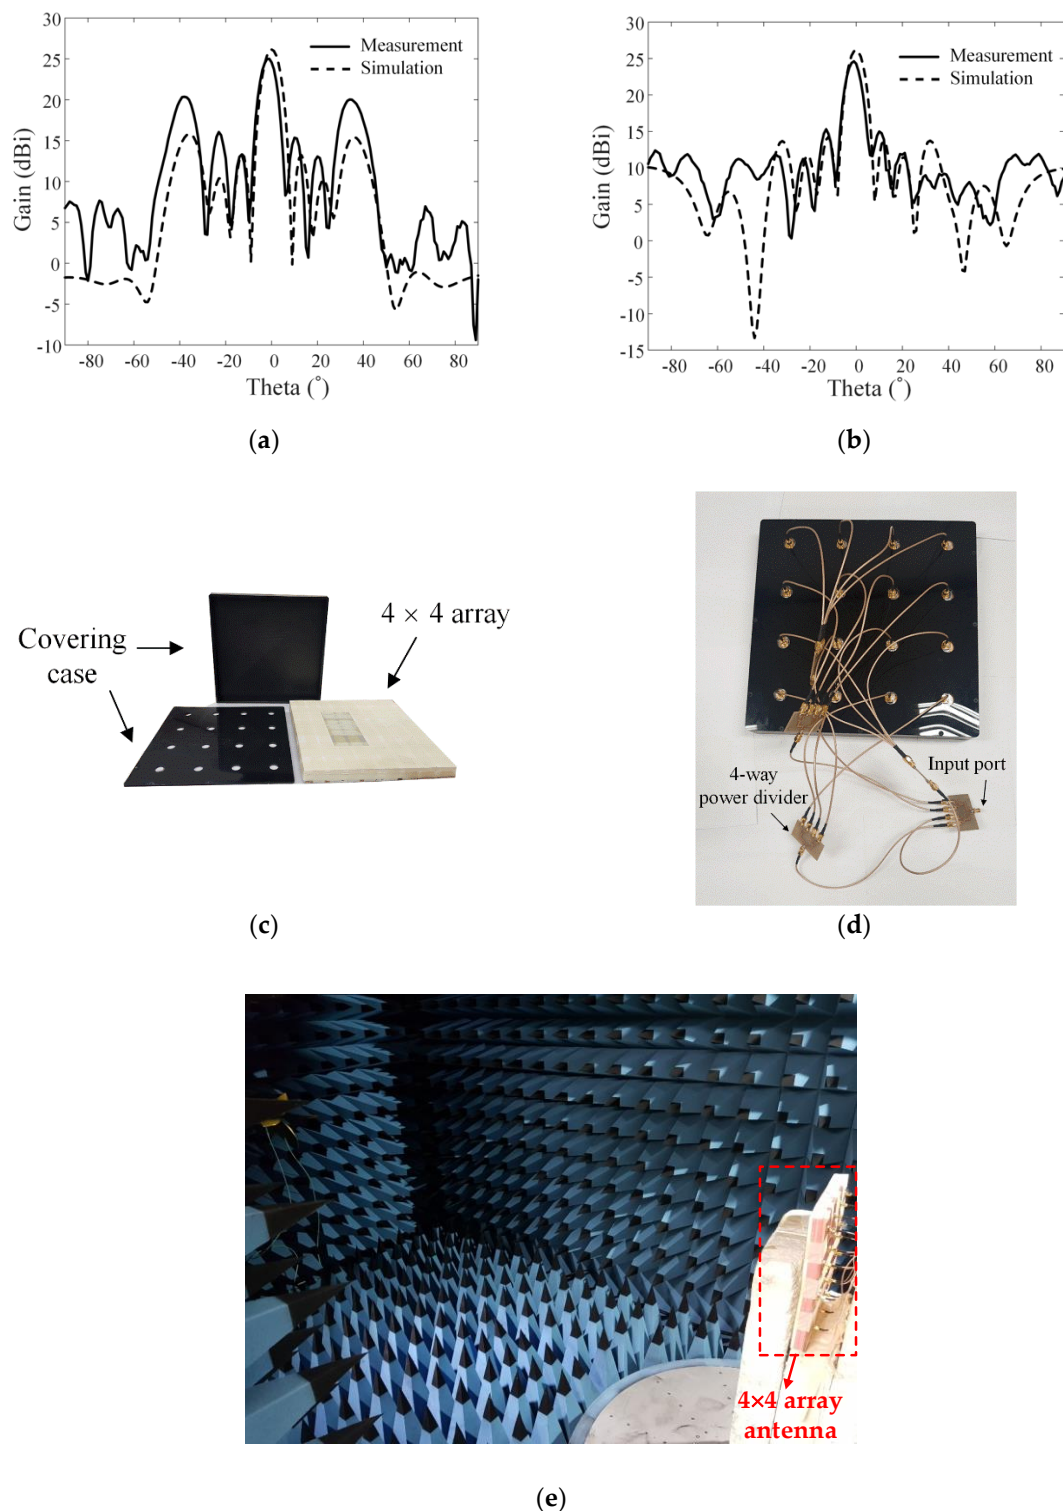 30
25
20
15
10
5
0
-5
-10
Gain (dBi)
Measurement
Simulation
-80 -60 -40 -20 0 20 40 60 80
Theta (°)
(a)
30
25
20
15
10
5
0
-5
-10
-15
Gain (dBi)
Measurement
Simulation
-80 -60 -40 -20 0 20 40 60 80
Theta (°)
(b)
Covering
case
4 × 4 array
(c)
4-way
power divider
Input port
(d)
4×4 array
antenna
(e)